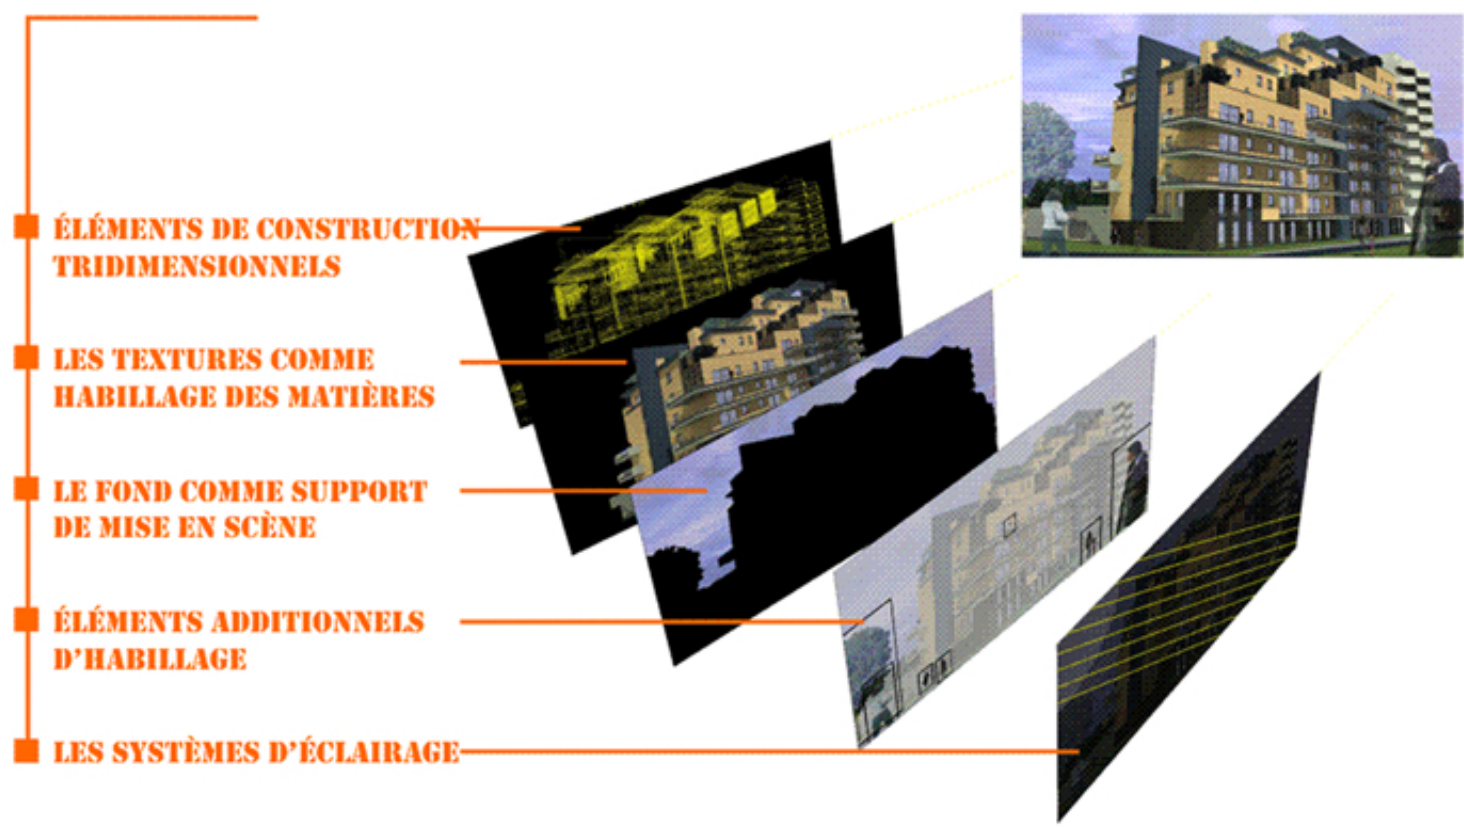 ÉLÉMENTS DE CONSTRUCTION
TRIDIMENSIONNELS
LES TEXTURES COMME
HABILLAGE DES MATIÈRES
LE FOND COMME SUPPORT
DE MISE EN SCÈNE
ÉLÉMENTS ADDITIONNELS
D'HABILLAGE
LES SYSTÈMES D'ÉCLAIRAGE